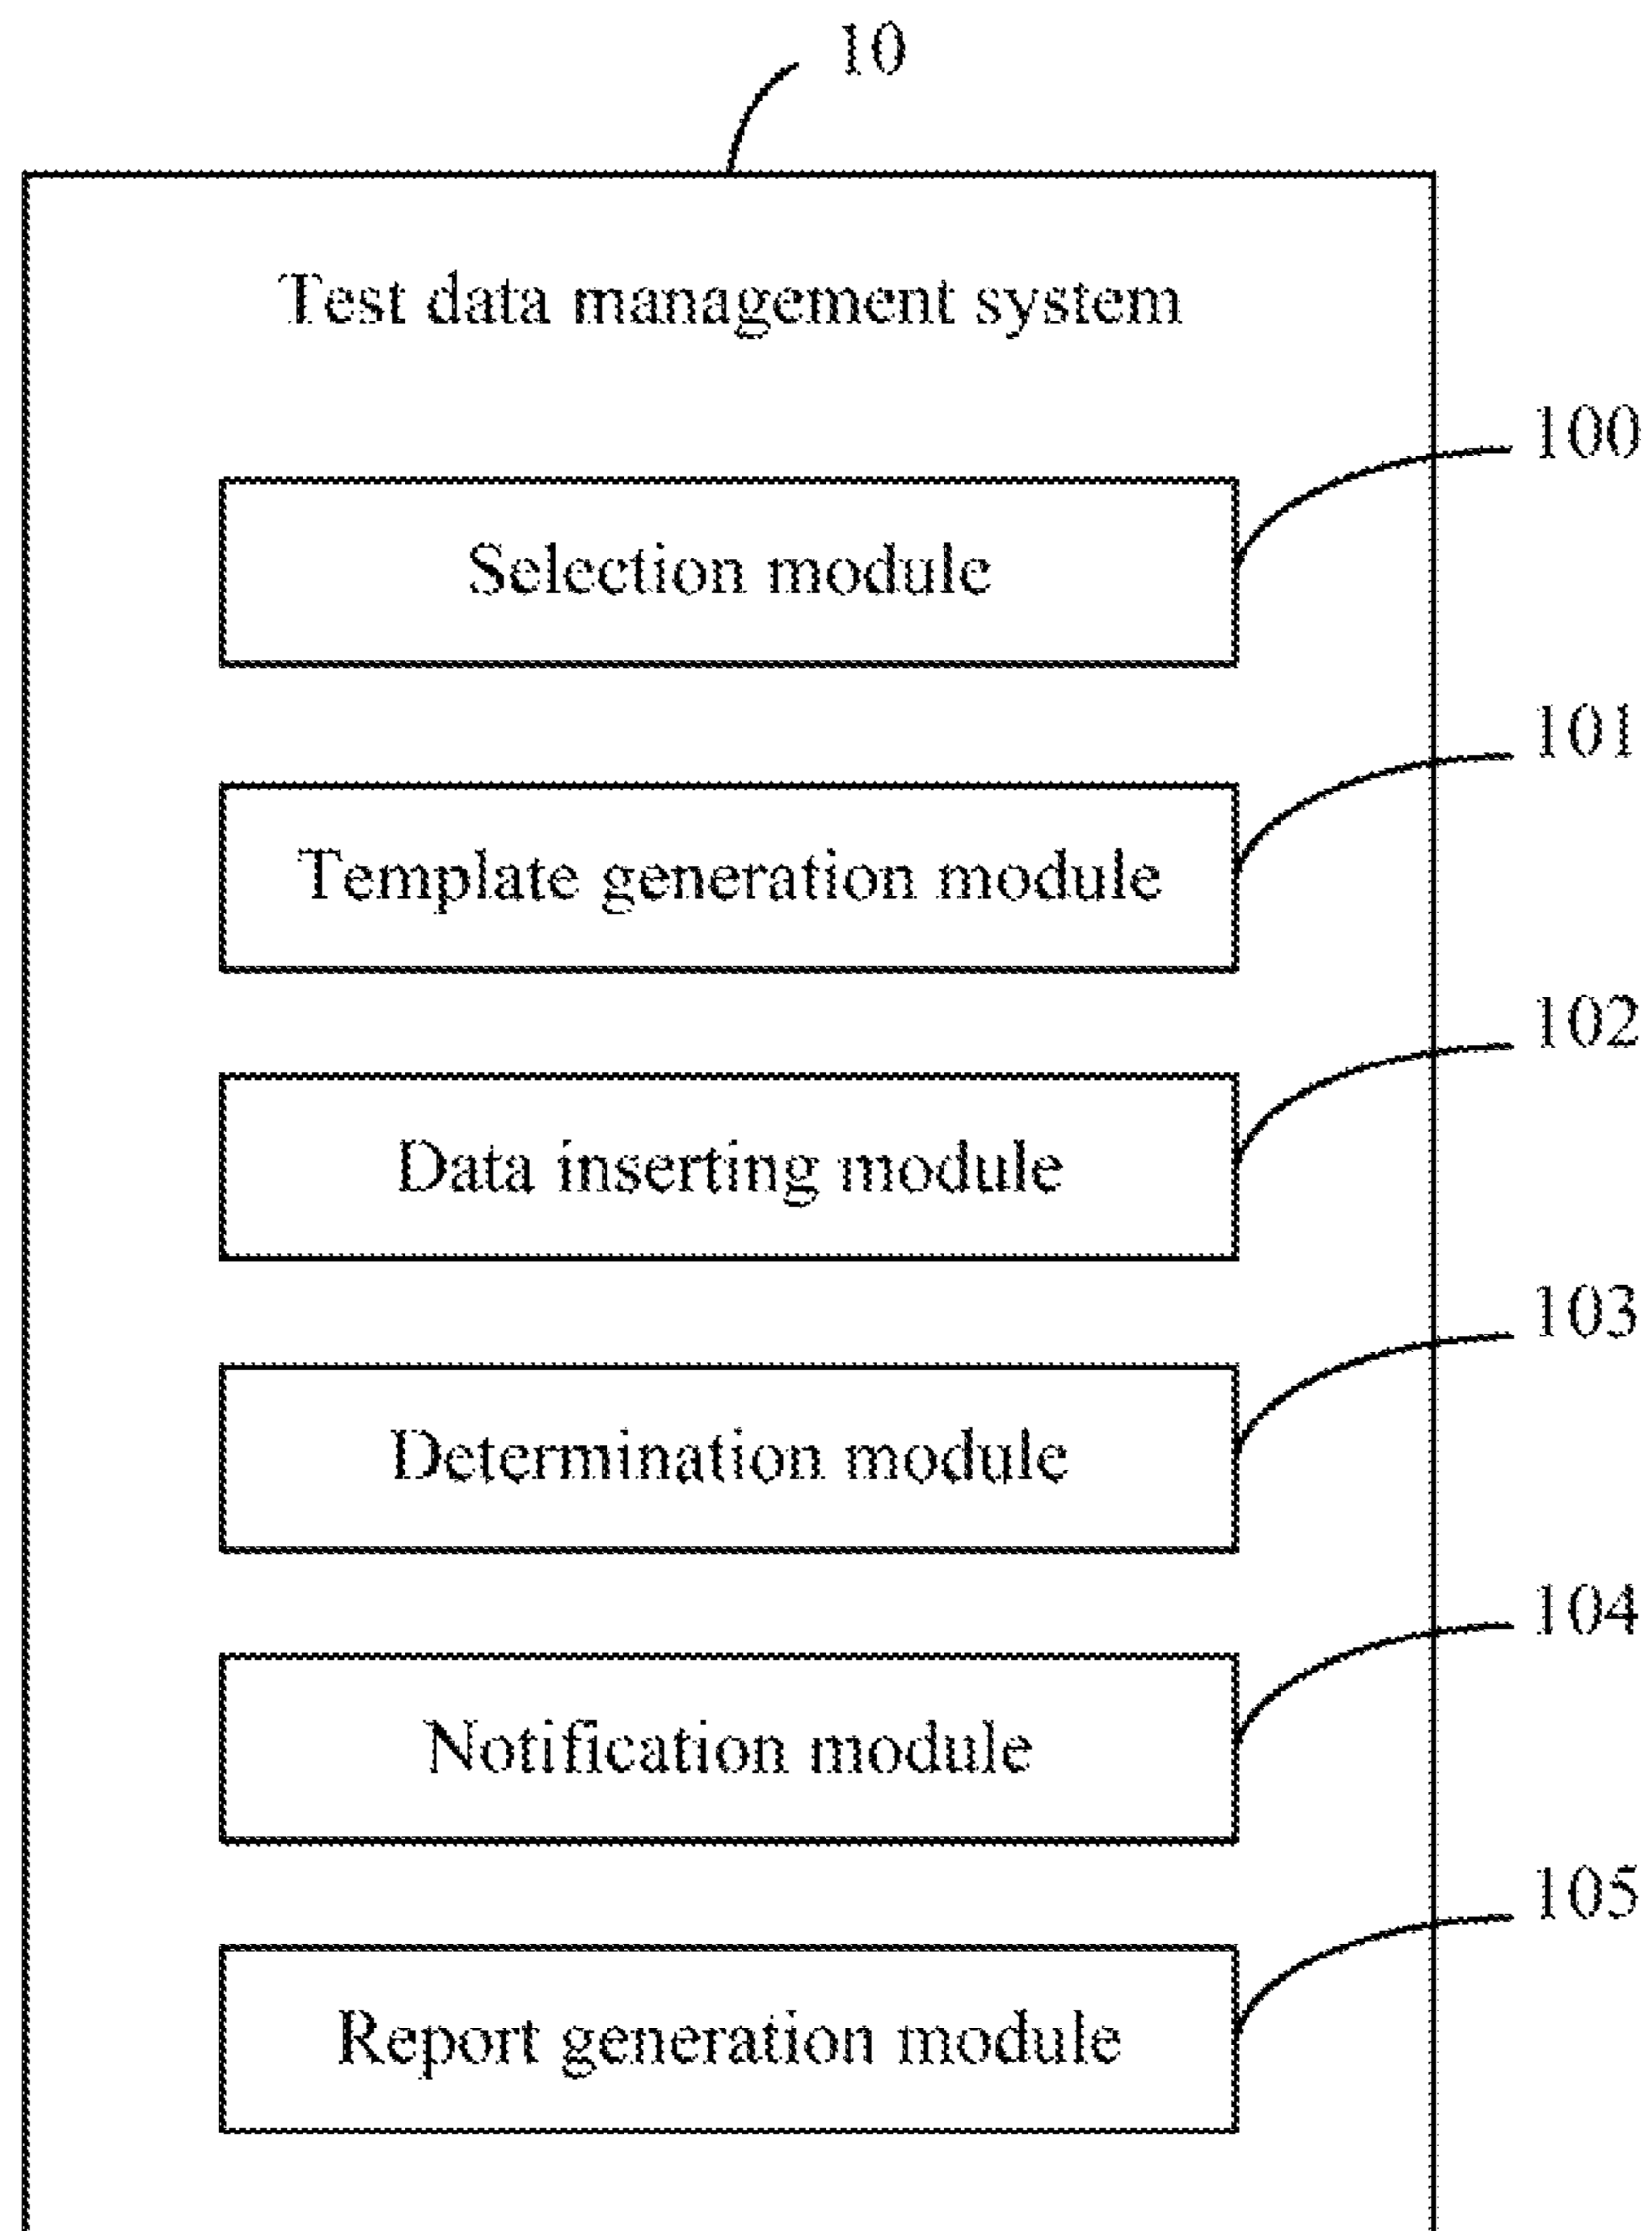 10
Test data management system
100
Selection module
101
Template generation module
102
Data inserting module
103
Determination module
104
Notification module
105
Report generation module